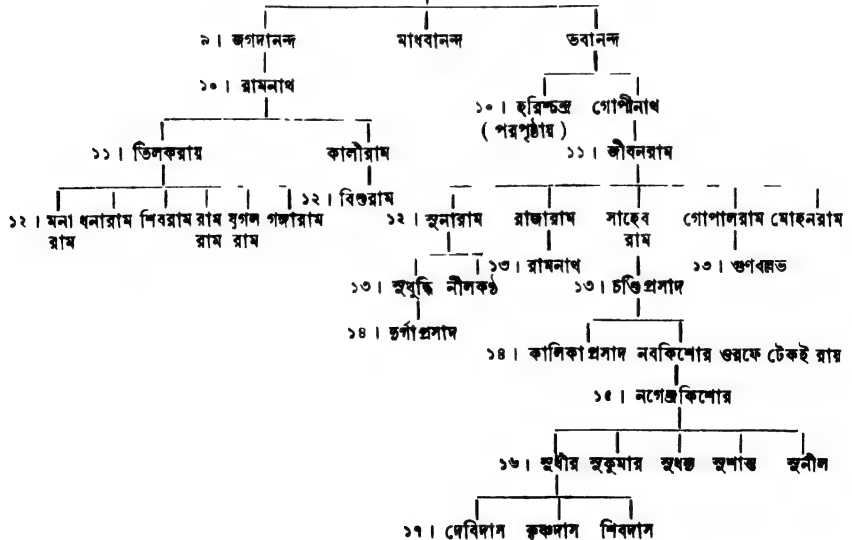 ৯। জগদানন্দ মাধবানন্দ ভবানন্দ
১০। রামনাথ
১০। হরিশ্চন্দ্র গোপীনাথ
( পরপৃষ্ঠায় )
১১। তিলকরায় কালীরাম
১১। জীবনরাম
১২। বিশুরাম
১২। মনা ধনারাম শিবরাম রাম যুগল গঙ্গারাম
রাম রাম রাম
১২। সুনারাম রাজারাম সাহেব গোপালরাম মোহনরাম
রাম
১৩। সুবুদ্ধি নীলকণ্ঠ ১৩। রামনাথ ১৩। চণ্ডিপ্রসাদ ১৩। গুণবল্লভ
১৪। দুর্গাপ্রসাদ
১৪। কালিকাপ্রসাদ নবকিশোর ওরফে টেকই রায়
১৫। নগেন্দ্রকিশোর
১৬। সুধীর সুকুমার সুধন্ত সুশান্ত সুনীল
১৭। দেবিদাস কৃষ্ণদাস শিবদাস